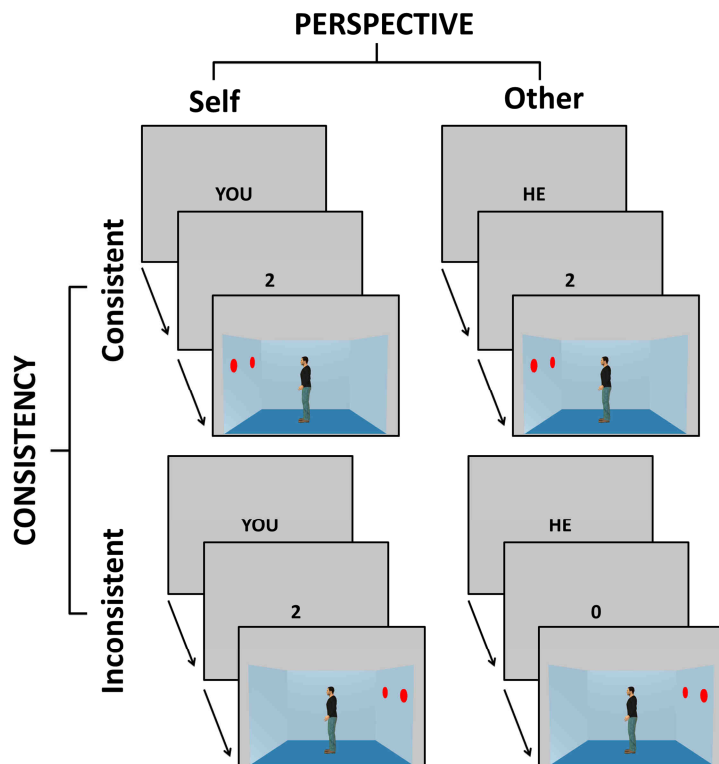 PERSPECTIVE
Self
Other
CONSISTENCY
Consistent
YOU
2
HE
2
Inconsistent
YOU
2
HE
0